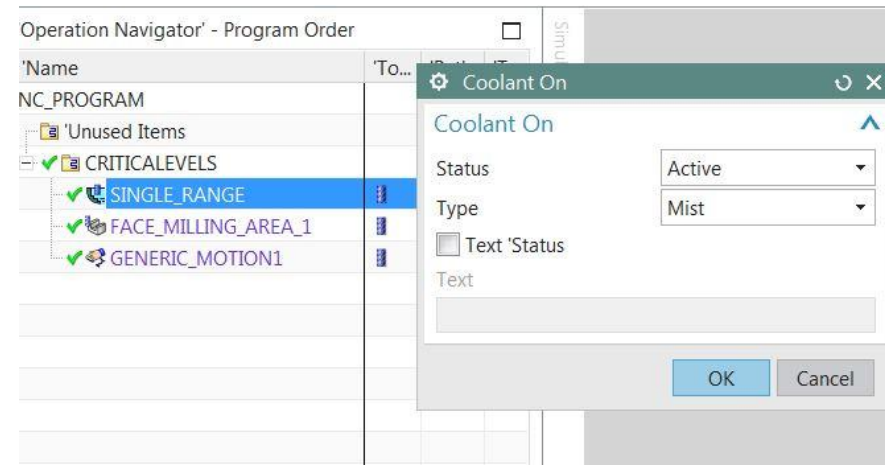 'Operation Navigator' - Program Order
'Name
'To...
NC_PROGRAM
'Unused Items
CRITICALEVELS
SINGLE_RANGE
FACE_MILLING_AREA_1
GENERIC_MOTION1
Simul
Coolant On
Coolant On
Status
Active
Type
Mist
Text 'Status
Text
OK
Cancel